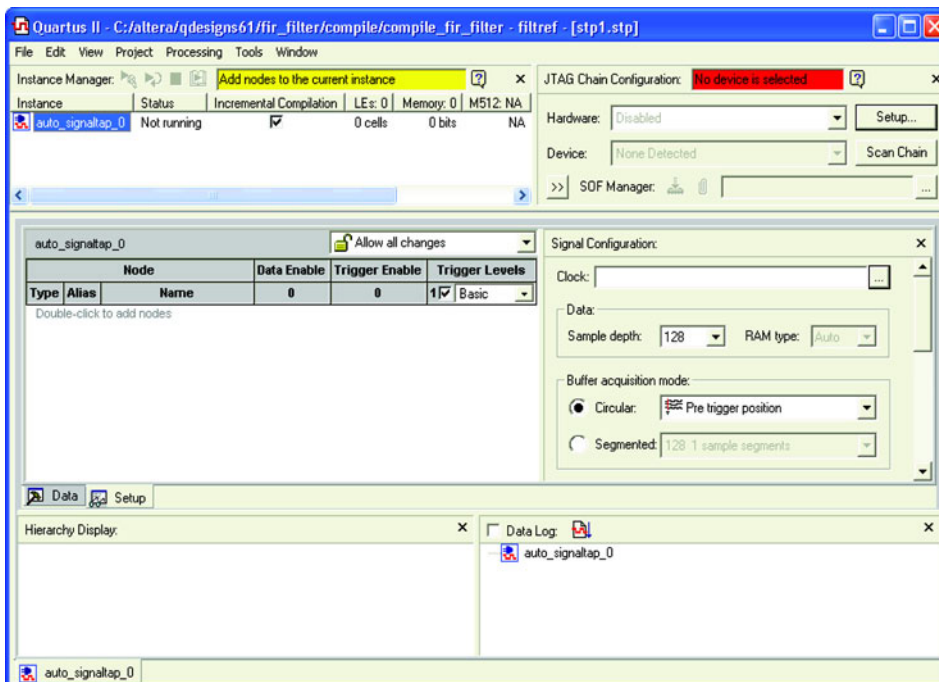 Quartus II - C:/altera/qdesigns61/fir_filter/compile/compile_fir_filter - filtref - [stp1.stp]
File Edit View Project Processing Tools Window
Instance Manager: Add nodes to the current instance
Instance Status Incremental Compilation LEs: 0 Memory: 0 M512: NA
auto_signaltap_0 Not running 0 cells 0 bits NA
JTAG Chain Configuration: No device is selected
Hardware: Disabled Setup...
Device: None Detected Scan Chain
>> SOF Manager: ...
auto_signaltap_0 Allow all changes
Node Data Enable Trigger Enable Trigger Levels
Type Alias Name 0 0 1 Basic
Double-click to add nodes
Signal Configuration:
Clock: ...
Data:
Sample depth: 128 RAM type: Auto
Buffer acquisition mode:
Circular: Pre trigger position
Segmented: 128 1 sample segments
Data Setup
Hierarchy Display:
Data Log:
auto_signaltap_0
auto_signaltap_0